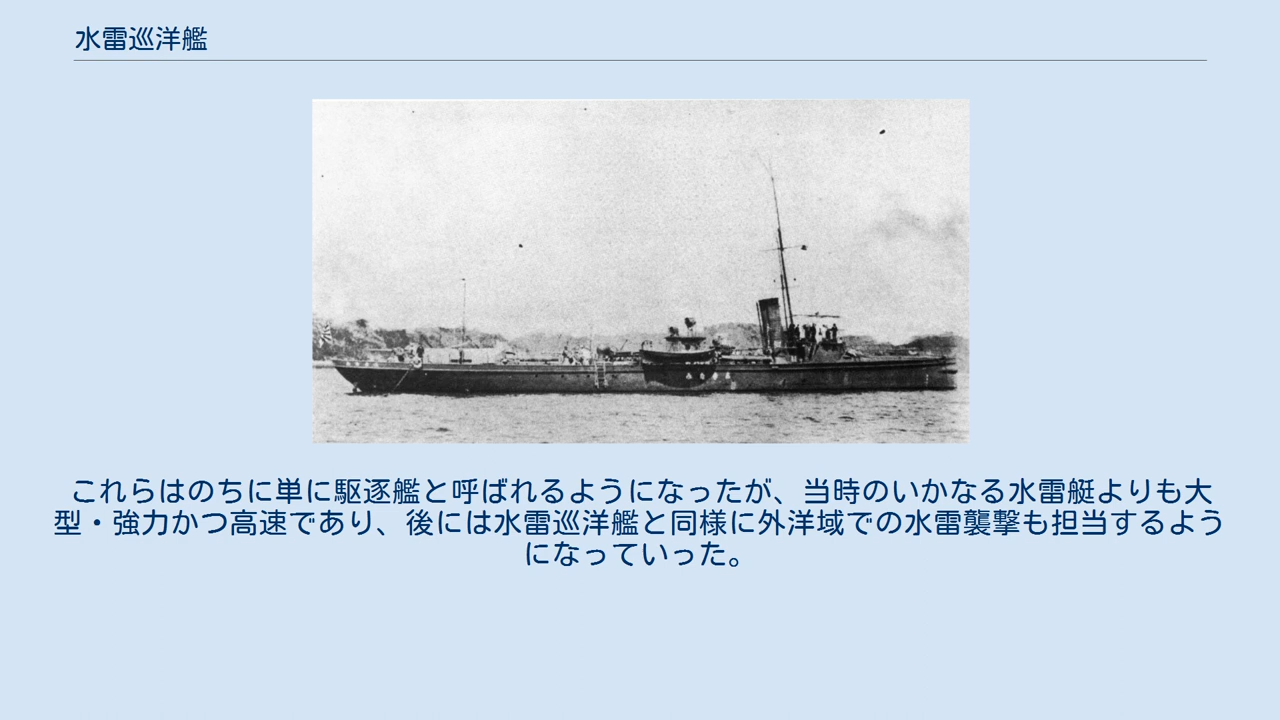 水雷巡洋艦
これらはのちに単に駆逐艦と呼ばれるようになったが、当時のいかなる水雷艇よりも大
型・強力かつ高速であり、後には水雷巡洋艦と同様に外洋域での水雷襲撃も担当するよう
になっていった。